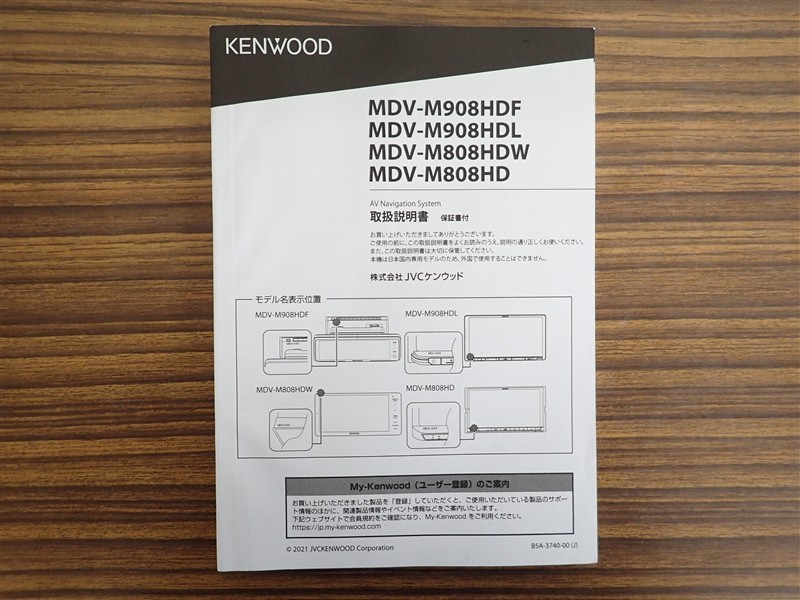 KENWOOD
MDV-M908HDF
MDV-M908HDL
MDV-M808HDW
MDV-M808HD
AV Navigation System
取扱説明書 保証書付
お買い上げいただきましてありがとうございます。
ご使用の前に、この取扱説明書をよくお読みのうえ、説明の通り正しくお使いください。
また、この取扱説明書は大切に保管してください。
本機は日本国内専用モデルのため、外国で使用することはできません。
株式会社 JVCケンウッド
モデル名表示位置
MDV-M908HDF
MDV-M908HDL
MDV-M808HDW
MDV-M808HD
My-Kenwood（ユーザー登録）のご案内
お買い上げいただきました製品を「登録」していただくと、ご使用いただいている製品のサポー
ト情報のほかに、関連製品情報やイベント情報などをご案内いたします。
下記ウェブサイトで会員規約をご確認になり、My-Kenwood をご利用ください。
https://jp.my-kenwood.com
© 2021 JVCKENWOOD Corporation
B5A-3740-00 (J)